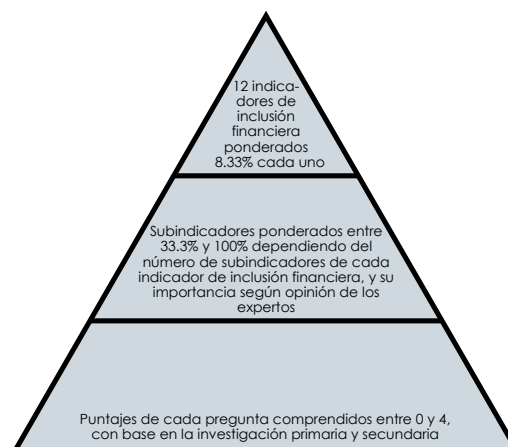 12 indica-
dores de
inclusión
financiera
ponderados
8.33% cada uno
Subindicadores ponderados entre
33.3% y 100% dependiendo del
número de subindicadores de cada
indicador de inclusión financiera, y su
importancia según opinión de los
expertos
Puntajes de cada pregunta comprendidos entre 0 y 4,
con base en la investigación primaria y secundaria